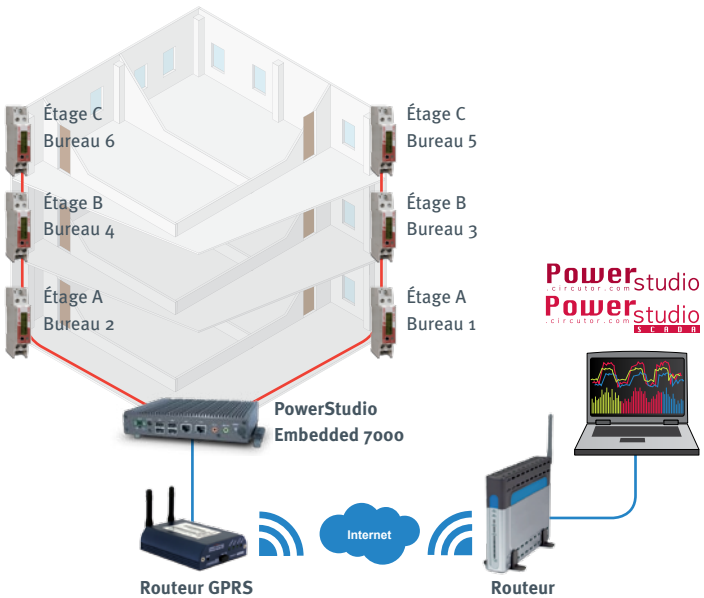 Étage C
Bureau 6
Étage C
Bureau 5
Étage B
Bureau 4
Étage B
Bureau 3
Étage A
Bureau 2
Étage A
Bureau 1
Powerstudio
.circutor.com
Powerstudio
.circutor.com
SCADA
PowerStudio
Embedded 7000
Internet
Routeur GPRS
Routeur